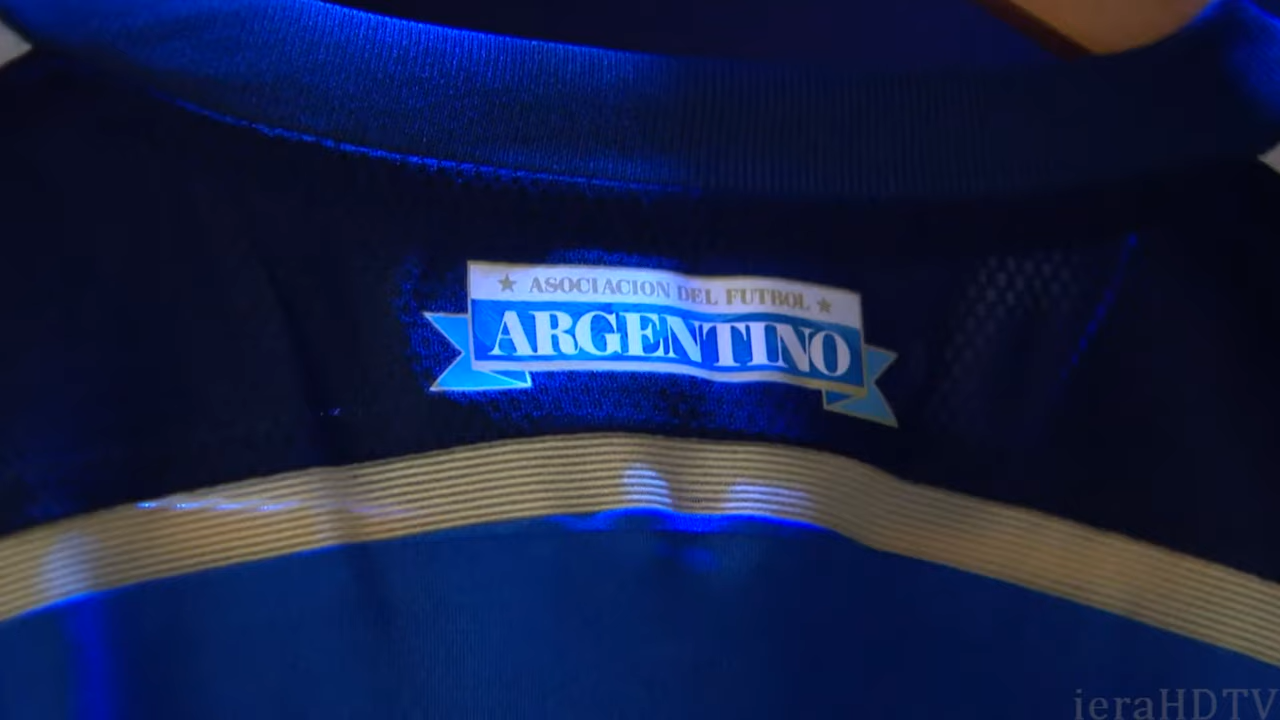 ★ ASOCIACION DEL FUTBOL ★
ARGENTINO
ieraHDTV